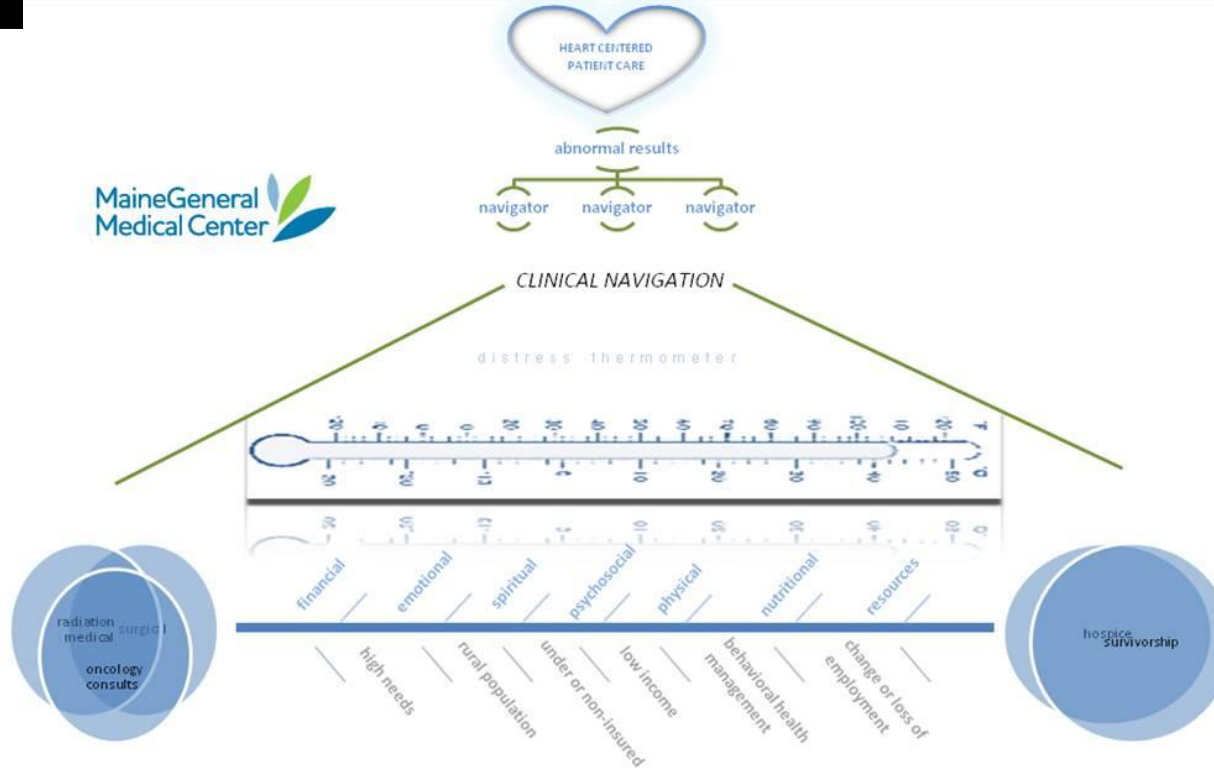 HEART CENTERED
PATIENT CARE
abnormal results
MaineGeneral
Medical Center
navigator navigator navigator
CLINICAL NAVIGATION
distress thermometer
financial
emotional
spiritual
psychosocial
physical
nutritional
resources
radiation
medical
surgical
oncology
consults
hospice
survivorship
high needs
rural population
under or non-insured
low income
behavioral health
management
change or loss of
employment